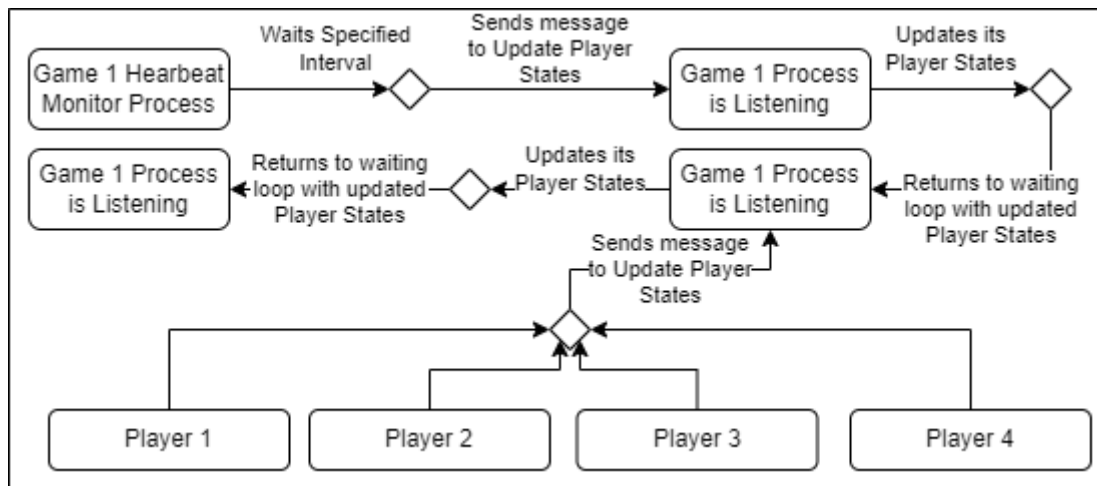 Game 1 Hearbeat
Monitor Process
Waits Specified
Interval
Sends message
to Update Player
States
Game 1 Process
is Listening
Updates its
Player States
Game 1 Process
is Listening
Returns to waiting
loop with updated
Player States
Updates its
Player States
Game 1 Process
is Listening
Returns to waiting
loop with updated
Player States
Sends message
to Update Player
States
Player 1
Player 2
Player 3
Player 4